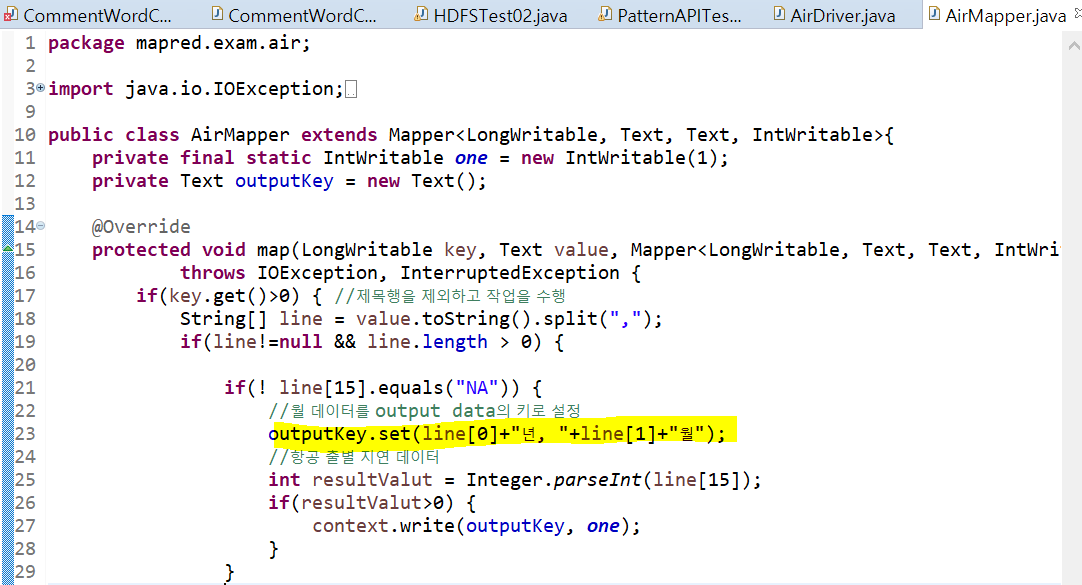 CommentWordC... CommentWordC... HDFSTest02.java PatternAPITes... AirDriver.java AirMapper.java
1 package mapred.exam.air;
2
3 import java.io.IOException;
9
10 public class AirMapper extends Mapper<LongWritable, Text, Text, IntWritable>{
11 private final static IntWritable one = new IntWritable(1);
12 private Text outputKey = new Text();
13
14 @Override
15 protected void map(LongWritable key, Text value, Mapper<LongWritable, Text, Text, IntWri
16 throws IOException, InterruptedException {
17 if(key.get()>0) { //제목행을 제외하고 작업을 수행
18 String[] line = value.toString().split(",");
19 if(line!=null && line.length > 0) {
20
21 if(! line[15].equals("NA")) {
22 //월 데이터를 output data의 키로 설정
23 outputKey.set(line[0]+"년, "+line[1]+"월");
24 //항공 출별 지연 데이터
25 int resultValut = Integer.parseInt(line[15]);
26 if(resultValut>0) {
27 context.write(outputKey, one);
28 }
29 }